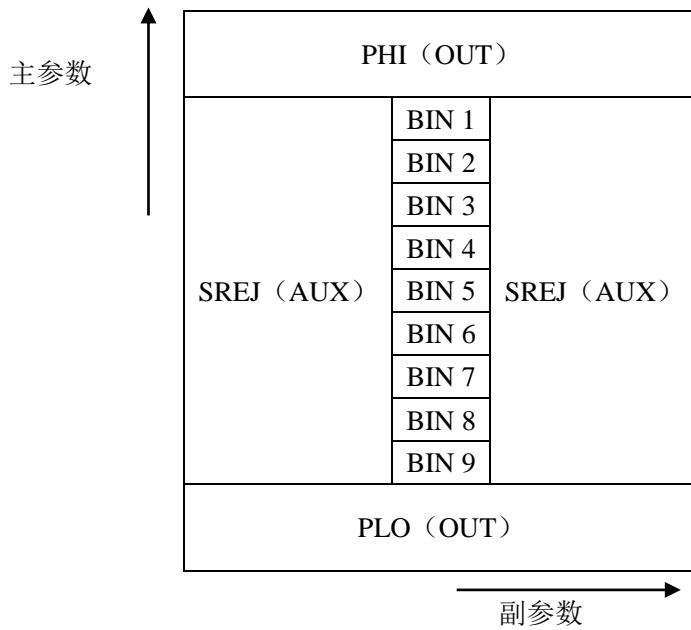 PHI（OUT）
主参数
BIN 1
BIN 2
BIN 3
BIN 4
SREJ（AUX）
BIN 5
SREJ（AUX）
BIN 6
BIN 7
BIN 8
BIN 9
PLO（OUT）
副参数